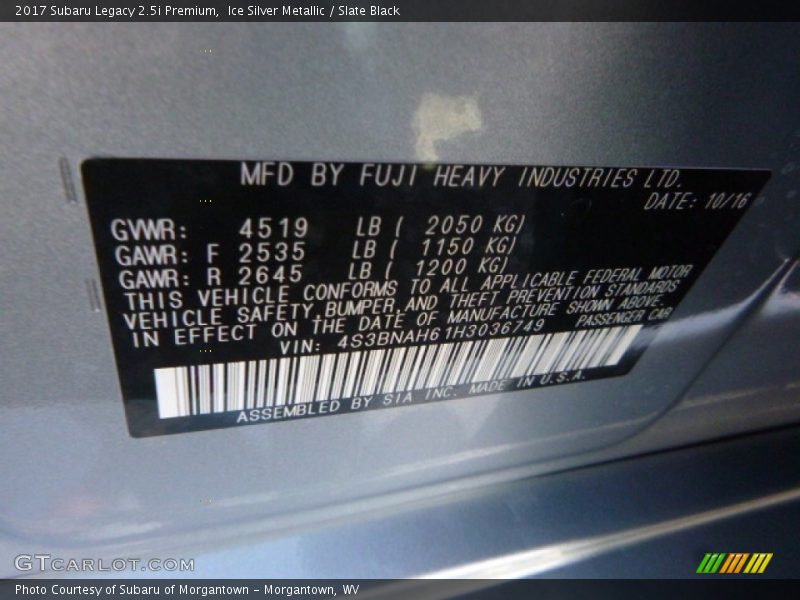 2017 Subaru Legacy 2.5i Premium,  Ice Silver Metallic / Slate Black
MFD BY FUJI HEAVY INDUSTRIES LTD.
DATE: 10/16
GVWR: 4519 LB ( 2050 KG)
GAWR: F 2535 LB ( 1150 KG)
GAWR: R 2645 LB ( 1200 KG)
THIS VEHICLE CONFORMS TO ALL APPLICABLE FEDERAL MOTOR
VEHICLE SAFETY,BUMPER,AND THEFT PREVENTION STANDARDS
IN EFFECT ON THE DATE OF MANUFACTURE SHOWN ABOVE.
VIN: 4S3BNAH61H3036749 PASSENGER CAR
ASSEMBLED BY SIA INC. MADE IN U.S.A.
GTCARLOT.COM
Photo Courtesy of Subaru of Morgantown - Morgantown, WV